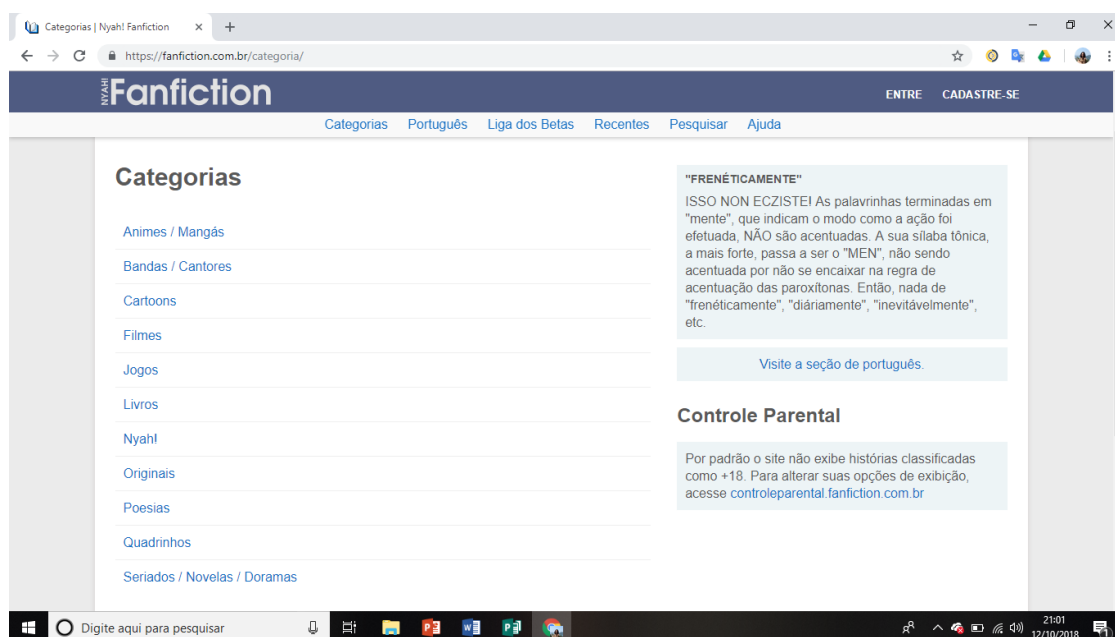 Categorias | Nyah! Fanfiction
https://fanfiction.com.br/categoria/
NYAH! Fanfiction
ENTRE CADASTRE-SE
Categorias Português Liga dos Betas Recentes Pesquisar Ajuda
Categorias
Animes / Mangás
Bandas / Cantores
Cartoons
Filmes
Jogos
Livros
Nyah!
Originais
Poesias
Quadrinhos
Seriados / Novelas / Doramas
"FRENÉTICAMENTE"
ISSO NON ECZISTE! As palavrinhas terminadas em
"mente", que indicam o modo como a ação foi
efetuada, NÃO são acentuadas. A sua sílaba tônica,
a mais forte, passa a ser o "MEN", não sendo
acentuada por não se encaixar na regra de
acentuação das paroxítonas. Então, nada de
"frenéticamente", "diáriamente", "inevitávelmente",
etc.
Visite a seção de português.
Controle Parental
Por padrão o site não exibe histórias classificadas
como +18. Para alterar suas opções de exibição,
acesse controleparental.fanfiction.com.br
Digite aqui para pesquisar
21:01
12/10/2018